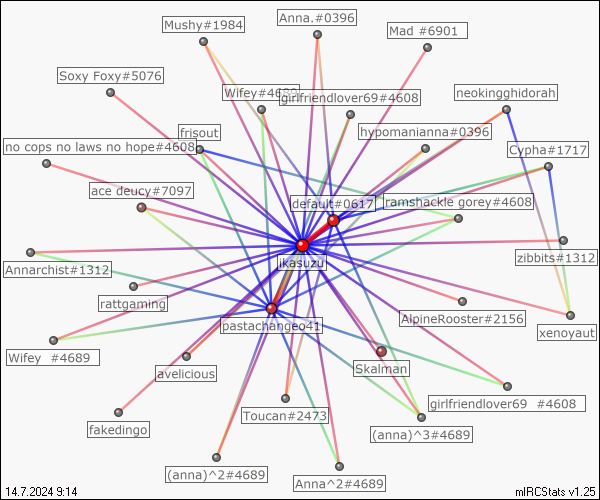 Anna.#0396
Mushy#1984
Mad #6901
Soxy Foxy#5076
Wifey#4689
girlfriendlover69#4608
neokingghidorah
frisout
hypomanianna#0396
no cops no laws no hope#4608
Cypha#1717
ace deucy#7097
default#0617
ramshackle gorey#4608
zibbits#1312
ikasuzu
Annarchist#1312
rattgaming
AlpineRooster#2156
pastachangeo41
xenoyaut
Wifey #4689
avelicious
Skalman
girlfriendlover69 #4608
Toucan#2473
fakedingo
(anna)^3#4689
(anna)^2#4689
Anna^2#4689
14.7.2024 9:14
mIRCStats v1.25